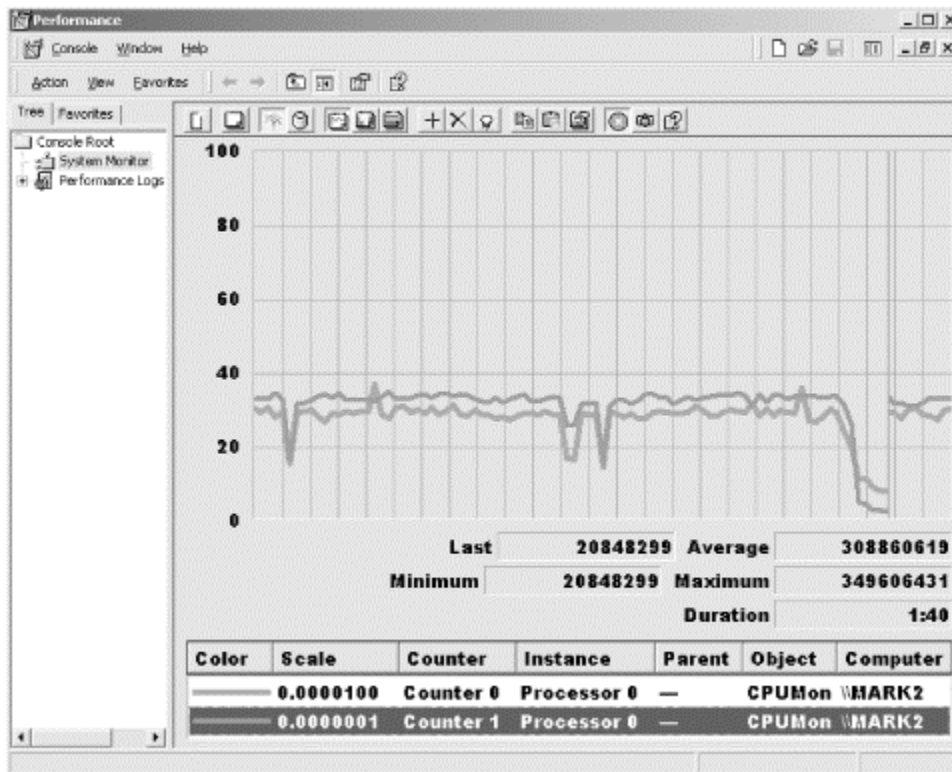 Performance
Console Window Help
Action View Favorites
Tree Favorites
Console Root
System Monitor
Performance Logs
100
80
60
40
20
0
Last 20848299 Average 308860619
Minimum 20848299 Maximum 349606431
Duration 1:40
Color Scale Counter Instance Parent Object Computer
0.0000100 Counter 0 Processor 0 — CPUMon \\MARK2
0.0000001 Counter 1 Processor 0 — CPUMon \\MARK2